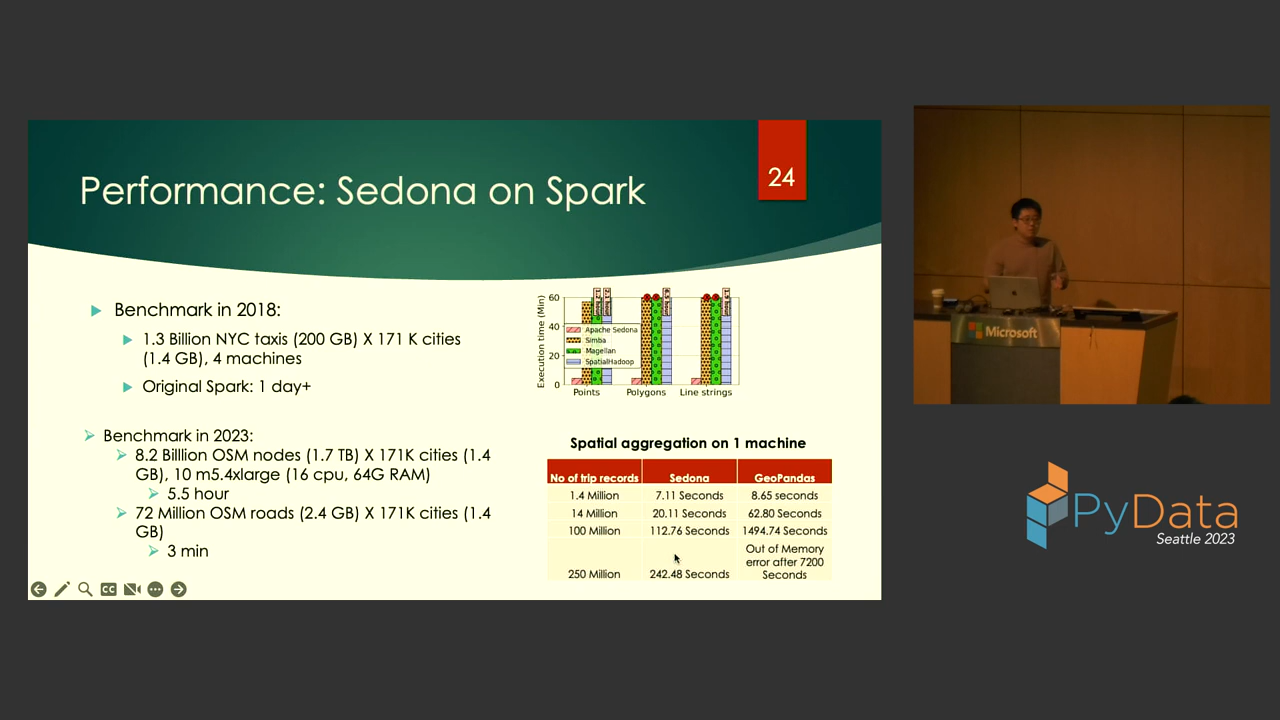 Performance: Sedona on Spark
24
Benchmark in 2018:
1.3 Billion NYC taxis (200 GB) X 171 K cities
(1.4 GB), 4 machines
Original Spark: 1 day+
Benchmark in 2023:
8.2 Billlion OSM nodes (1.7 TB) X 171K cities (1.4
GB), 10 m5.4xlarge (16 cpu, 64G RAM)
5.5 hour
72 Million OSM roads (2.4 GB) X 171K cities (1.4
GB)
3 min
Execution time (Min)
60
40
20
0
Apache Sedona
Simba
Magellan
SpatialHadoop
Points Polygons Line strings
Spatial aggregation on 1 machine
No of trip records Sedona GeoPandas
1.4 Million 7.11 Seconds 8.65 seconds
14 Million 20.11 Seconds 62.80 Seconds
100 Million 112.76 Seconds 1494.74 Seconds
250 Million 242.48 Seconds Out of Memory
error after 7200
Seconds
CC
Microsoft
PyData
Seattle 2023